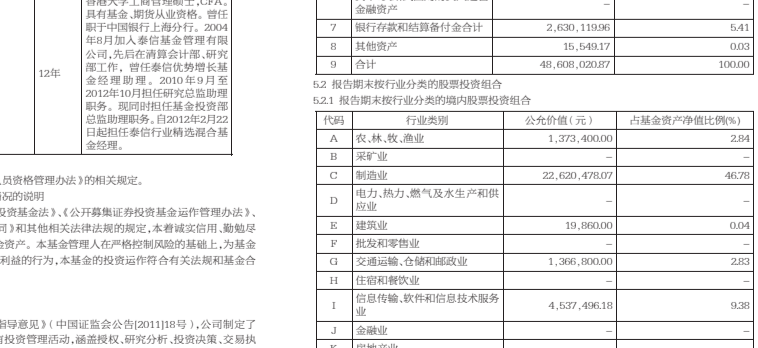 香港大学工商管理硕士,CFA。
具有基金、期货从业资格。曾任
职于中国银行上海分行。2004
年8月加入泰信基金管理有限
公司,先后在清算会计部、研究
部工作,曾任泰信优势增长基
金经理助理。2010年9月至
2012年10月担任研究总监助理
职务。现同时担任基金投资部
总监助理职务。自2012年2月22
日起担任泰信行业精选混合基
金经理。
12年
员资格管理办法》的相关规定。
情况的说明
投资基金法》、《公开募集证券投资基金运作管理办法》、
同》和其他相关法律法规的规定,本着诚实信用、勤勉尽
金资产。本基金管理人在严格控制风险的基础上,为基金
利益的行为,本基金的投资运作符合有关法规和基金合
指导意见》(中国证监会公告[2011]18号),公司制定了
有投资管理活动,涵盖授权、研究分析、投资决策、交易执
金融资产 – –
7 银行存款和结算备付金合计 2,630,119.96 5.41
8 其他资产 15,549.17 0.03
9 合计 48,608,020.87 100.00
5.2 报告期末按行业分类的股票投资组合
5.2.1 报告期末按行业分类的境内股票投资组合
代码 行业类别 公允价值(元) 占基金资产净值比例(%)
A 农、林、牧、渔业 1,373,400.00 2.84
B 采矿业 – –
C 制造业 22,620,478.07 46.78
D 电力、热力、燃气及水生产和供
应业 – –
E 建筑业 19,860.00 0.04
F 批发和零售业 – –
G 交通运输、仓储和邮政业 1,366,800.00 2.83
H 住宿和餐饮业 – –
I 信息传输、软件和信息技术服务
业 4,537,496.18 9.38
J 金融业 – –
K 房地产业